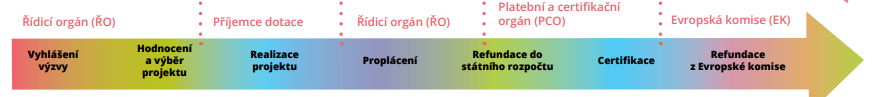 Řídicí orgán (ŘO)
Příjemce dotace
Řídicí orgán (ŘO)
Platební a certifikační
orgán (PCO)
Evropská komise (EK)
Vyhlášení
výzvy
Hodnocení
a výběr
projektu
Realizace
projektu
Proplácení
Refundace do
státního rozpočtu
Certifikace
Refundace
z Evropské komise